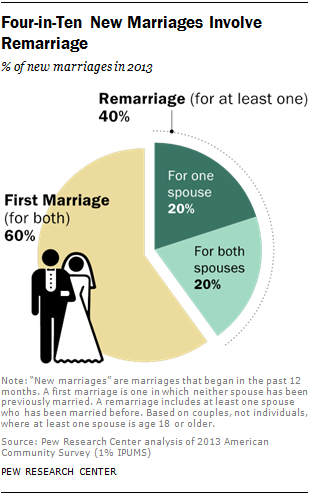 Four-in-Ten New Marriages Involve
Remarriage
% of new marriages in 2013
Remarriage (for at least one)
40%
First Marriage
(for both)
60%
For one
spouse
20%
For both
spouses
20%
Note: “New marriages” are marriages that began in the past 12
months. A first marriage is one in which neither spouse has been
previously married. A remarriage includes at least one spouse
who has been married before. Based on couples, not individuals,
where at least one spouse is age 18 or older.
Source: Pew Research Center analysis of 2013 American
Community Survey (1% IPUMS)
PEW RESEARCH CENTER